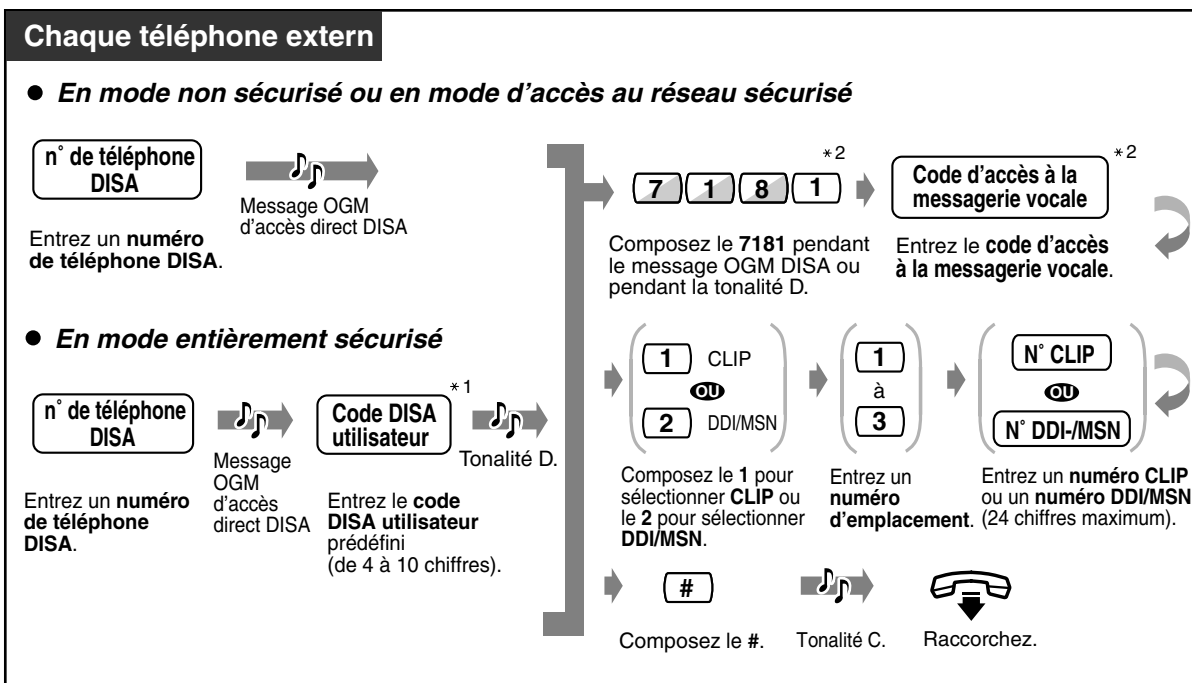 Chaque téléphone extern
● En mode non sécurisé ou en mode d’accès au réseau sécurisé
n˚ de téléphone
DISA
Message OGM
d'accès direct DISA
Entrez un numéro
de téléphone DISA.
● En mode entièrement sécurisé
n˚ de téléphone
DISA
Message
OGM
d'accès
direct DISA
Code DISA
utilisateur
*1
Tonalité D.
Entrez un numéro
de téléphone
DISA.
Entrez le code
DISA utilisateur
prédéfini
(de 4 à 10 chiffres).
7 1 8 1
*2
Code d’accès à la
messagerie vocale
*2
Composez le 7181 pendant
le message OGM DISA ou
pendant la tonalité D.
Entrez le code d’accès
à la messagerie vocale.
1 CLIP
OU
2 DDI/MSN
1
à
3
N˚ CLIP
OU
N˚ DDI-/MSN
Composez le 1 pour
sélectionner CLIP ou
le 2 pour sélectionner
DDI/MSN.
Entrez un
numéro
d'emplacement.
Entrez un numéro CLIP
ou un numéro DDI/MSN
(24 chiffres maximum).
#
Composez le #.
Tonalité C.
Raccorchez.